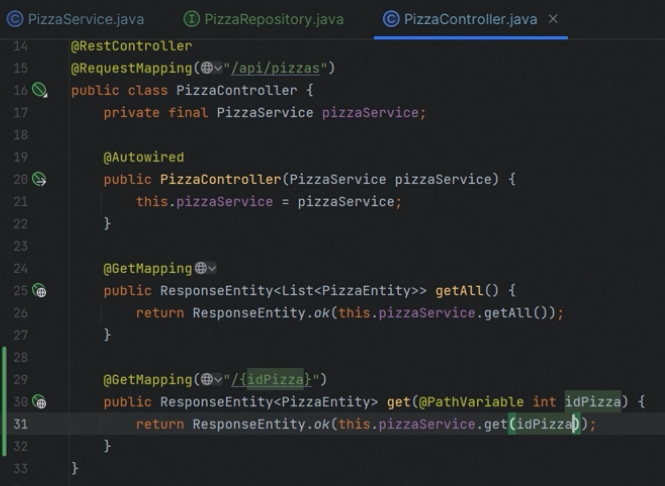 PizzaService.java PizzaRepository.java PizzaController.java
14 @RestController
15 @RequestMapping("/api/pizzas")
16 public class PizzaController {
17 private final PizzaService pizzaService;
18
19 @Autowired
20 public PizzaController(PizzaService pizzaService) {
21 this.pizzaService = pizzaService;
22 }
23
24 @GetMapping
25 public ResponseEntity<List<PizzaEntity>> getAll() {
26 return ResponseEntity.ok(this.pizzaService.getAll());
27 }
28
29 @GetMapping("/{idPizza}")
30 public ResponseEntity<PizzaEntity> get(@PathVariable int idPizza) {
31 return ResponseEntity.ok(this.pizzaService.get(idPizza));
32 }
33 }